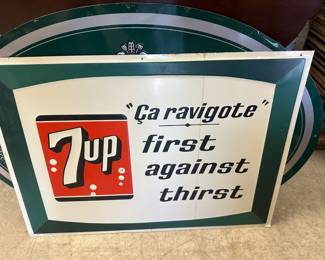 "Ça ravigote"
7up
first
against
thirst